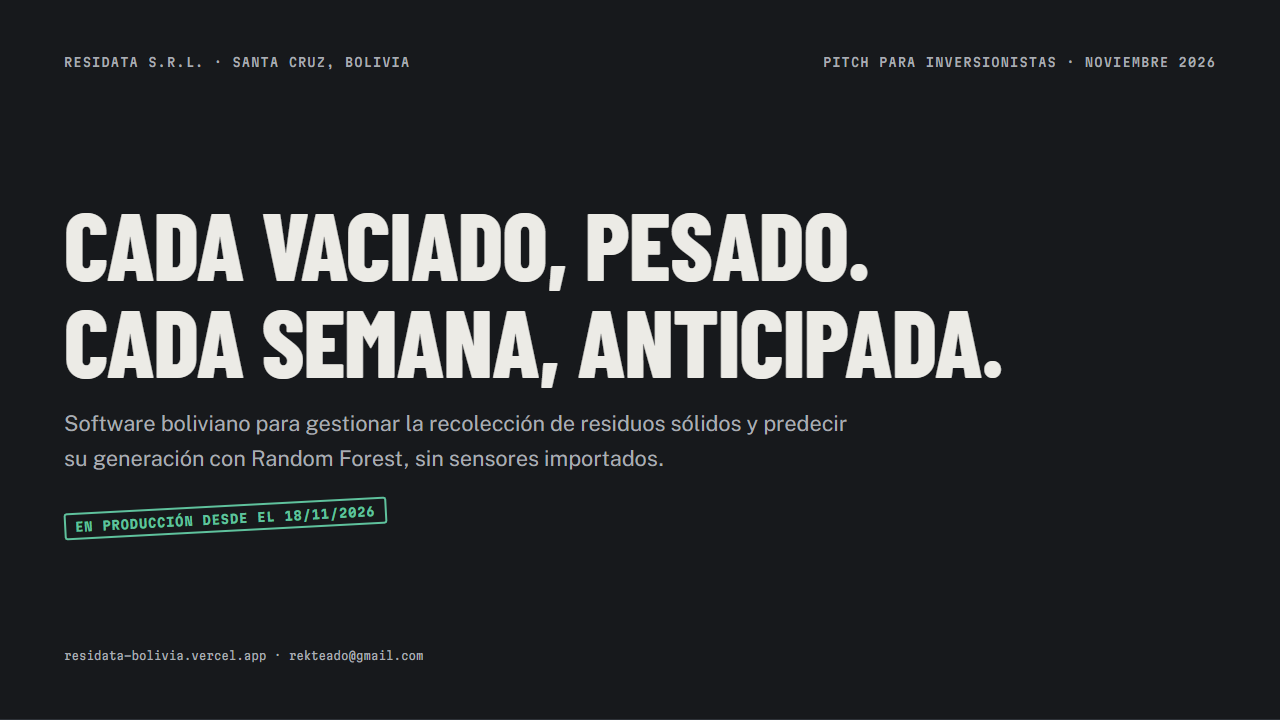 RESIDATA S.R.L. · SANTA CRUZ, BOLIVIA
PITCH PARA INVERSIONISTAS · NOVIEMBRE 2026
CADA VACIADO, PESADO.
CADA SEMANA, ANTICIPADA.
Software boliviano para gestionar la recolección de residuos sólidos y predecir
su generación con Random Forest, sin sensores importados.
EN PRODUCCIÓN DESDE EL 18/11/2026
residata-bolivia.vercel.app · rekteado@gmail.com